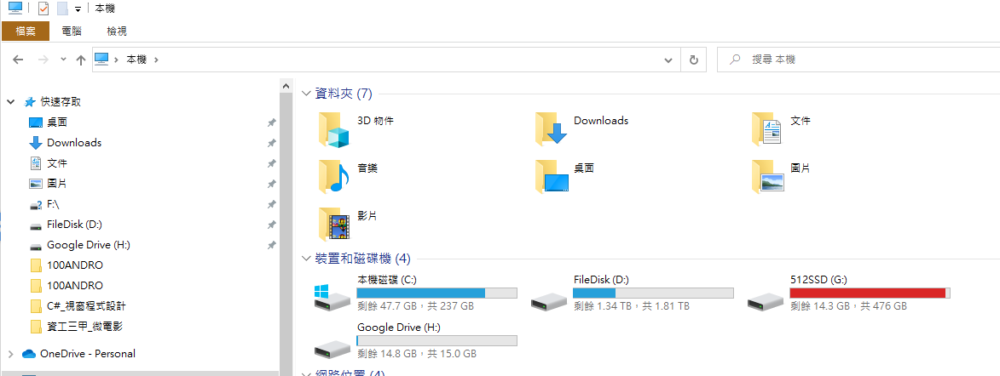 本機
檔案 電腦 檢視
本機
搜尋 本機
快速存取
桌面
Downloads
文件
圖片
F:\
FileDisk (D:)
Google Drive (H:)
100ANDRO
100ANDRO
C#_視窗程式設計
資工三甲_微電影
OneDrive - Personal
資料夾 (7)
3D 物件
Downloads
文件
音樂
桌面
圖片
影片
裝置和磁碟機 (4)
本機磁碟 (C:)
剩餘 47.7 GB，共 237 GB
FileDisk (D:)
剩餘 1.34 TB，共 1.81 TB
512SSD (G:)
剩餘 14.3 GB，共 476 GB
Google Drive (H:)
剩餘 14.8 GB，共 15.0 GB
網路位置 (4)